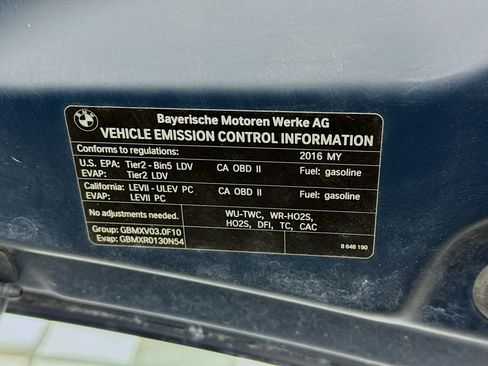 BMW
Bayerische Motoren Werke AG
VEHICLE EMISSION CONTROL INFORMATION
Conforms to regulations: 2016 MY
U.S. EPA: Tier2 - Bin5 LDV CA OBD II Fuel: gasoline
EVAP: Tier2 LDV
California: LEVII - ULEV PC CA OBD II Fuel: gasoline
EVAP: LEVII PC
No adjustments needed. WU-TWC, WR-HO2S,
HO2S, DFI, TC, CAC
Group: GBMXV03.0F10
Evap: GBMXR0130N54 8 648 190